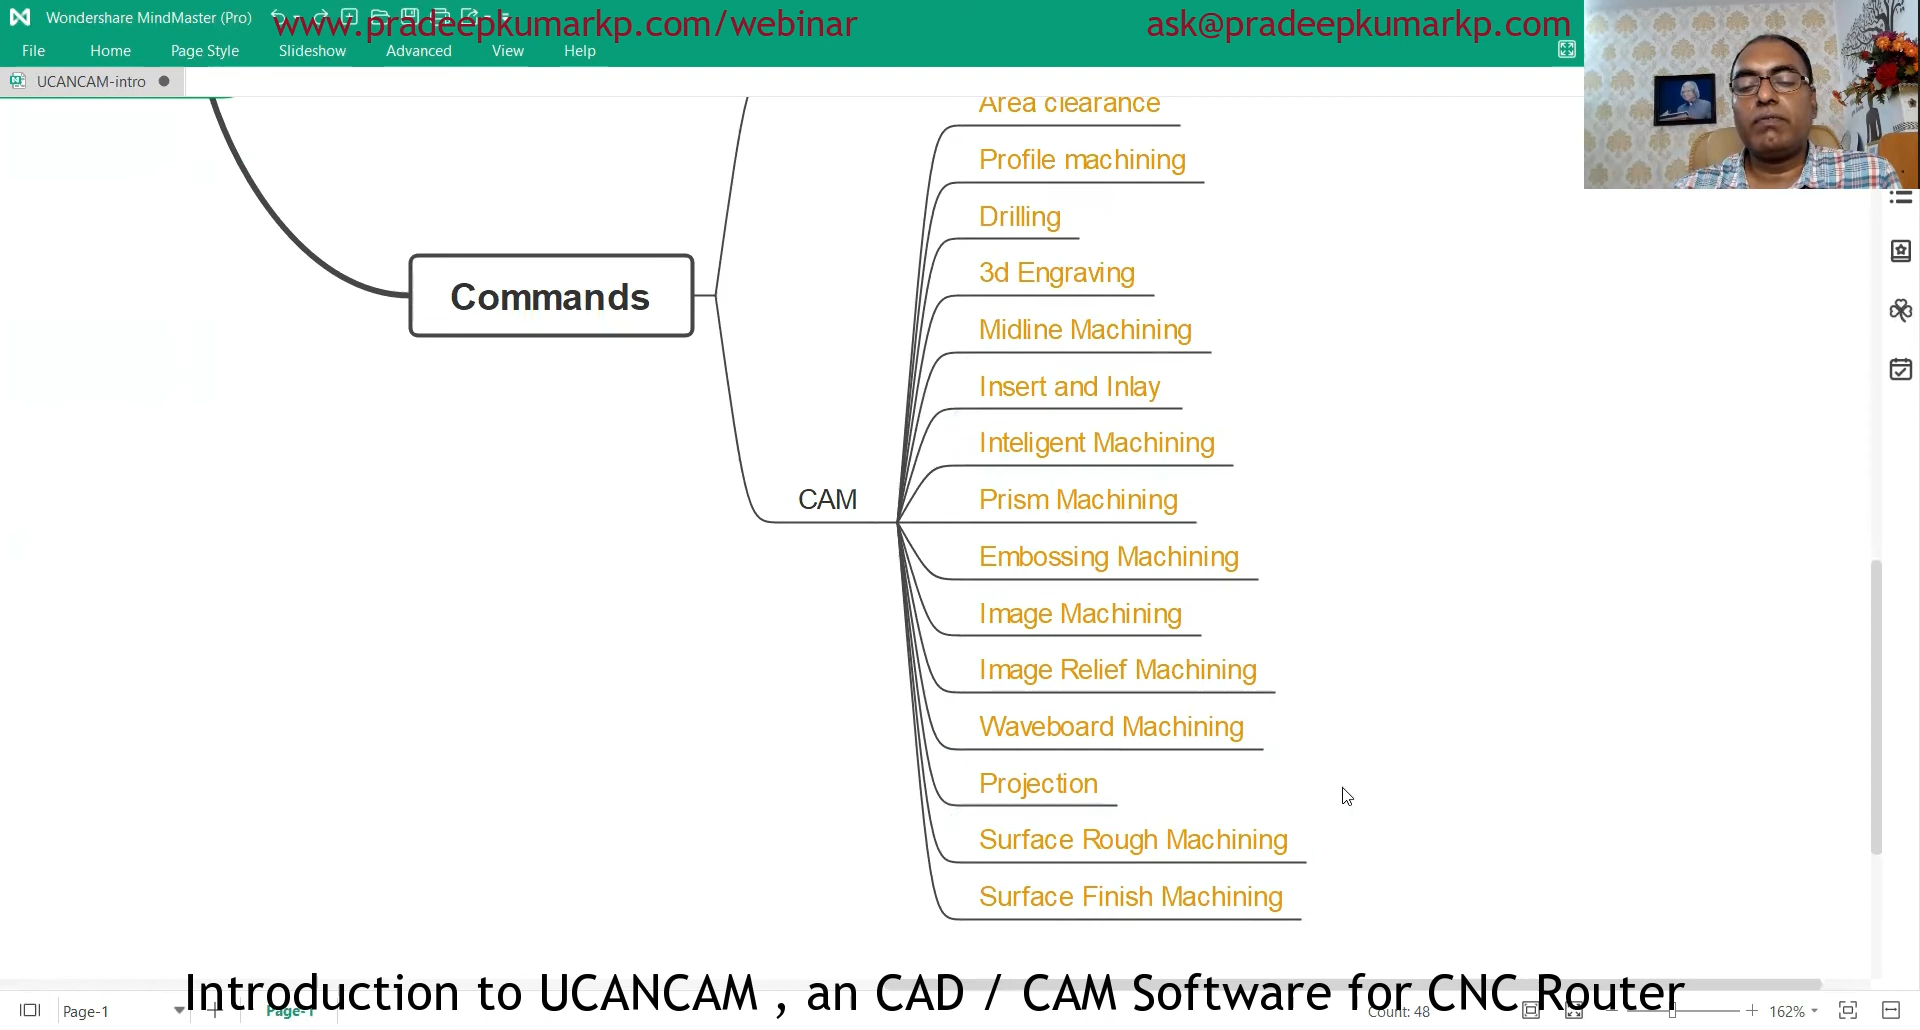 Wondershare MindMaster (Pro)
www.pradeepkumarkp.com/webinar
ask@pradeepkumarkp.com
File Home Page Style Slideshow Advanced View Help
UCANCAM-intro
Area clearance
Profile machining
Drilling
3d Engraving
Commands
Midline Machining
Insert and Inlay
Inteligent Machining
CAM
Prism Machining
Embossing Machining
Image Machining
Image Relief Machining
Waveboard Machining
Projection
Surface Rough Machining
Surface Finish Machining
Introduction to UCANCAM , an CAD / CAM Software for CNC Router
Page-1
Page-1
Count: 48
162%